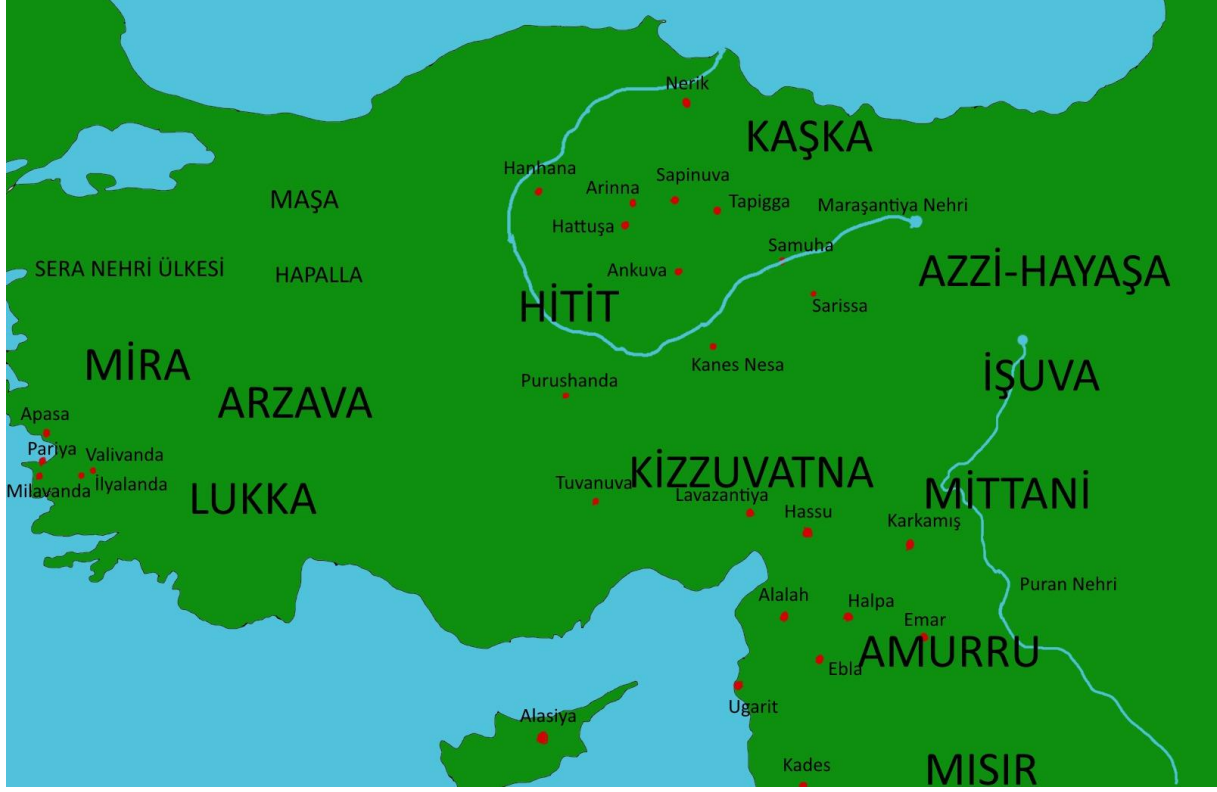 Nerik
KAŞKA
Hanhana
Arinna
Sapinuva
Tapigga
Maraşantiya Nehri
MAŞA
Hattuşa
Samuha
SERA NEHRİ ÜLKESİ
HAPALLA
Ankuva
AZZİ-HAYAŞA
HİTİT
Sarissa
MİRA
Kanes Nesa
İŞUVA
Purushanda
ARZAVA
Apasa
Pariya
Valivanda
Milavanda
İlyalanda
LUKKA
Tuvanuva
KİZZUVATNA
Lavazantiya
MİTTANİ
Hassu
Karkamış
Puran Nehri
Alalah
Halpa
Emar
AMURRU
Ebla
Ugarit
Alasiya
Kades
MISIR